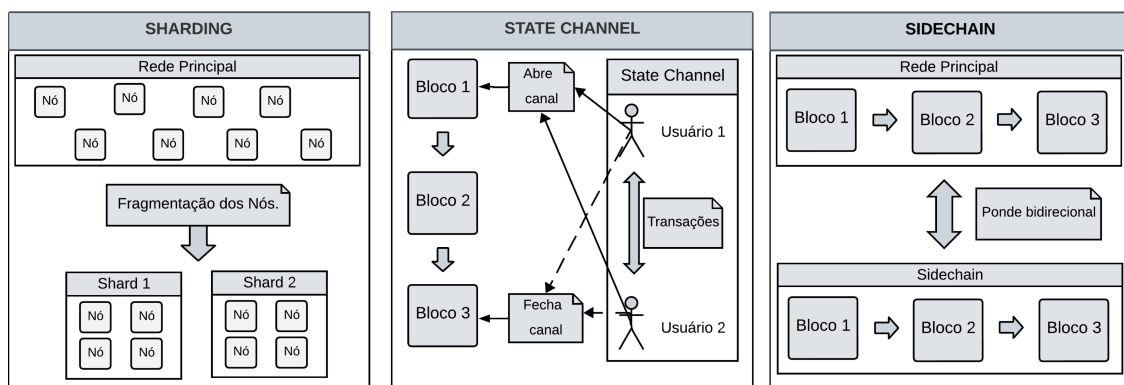 SHARDING
Rede Principal
Nó
Nó
Nó
Nó
Nó
Nó
Nó
Nó
Fragmentação dos Nós.
Shard 1
Nó
Nó
Nó
Nó
Shard 2
Nó
Nó
Nó
Nó
STATE CHANNEL
Bloco 1
Abre
canal
State Channel
Usuário 1
Bloco 2
Transações
Bloco 3
Fecha
canal
Usuário 2
SIDECHAIN
Rede Principal
Bloco 1
Bloco 2
Bloco 3
Ponde bidirecional
Sidechain
Bloco 1
Bloco 2
Bloco 3